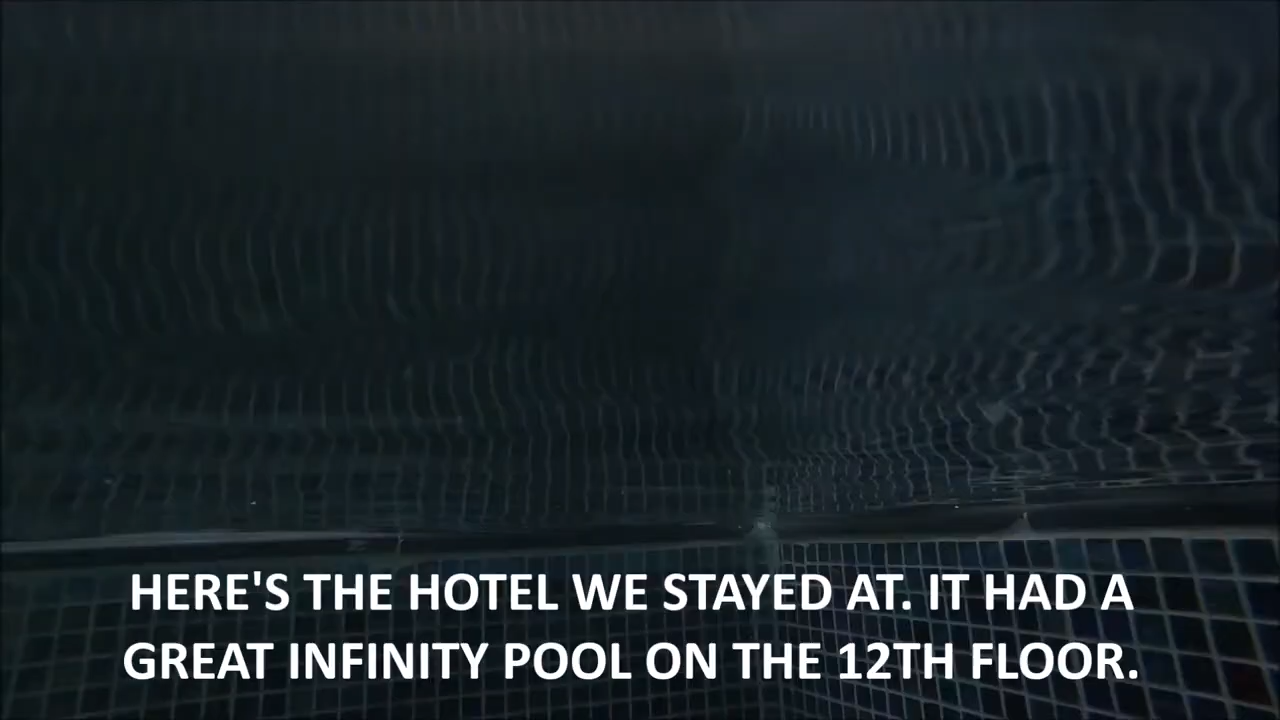 HERE'S THE HOTEL WE STAYED AT. IT HAD A
GREAT INFINITY POOL ON THE 12TH FLOOR.